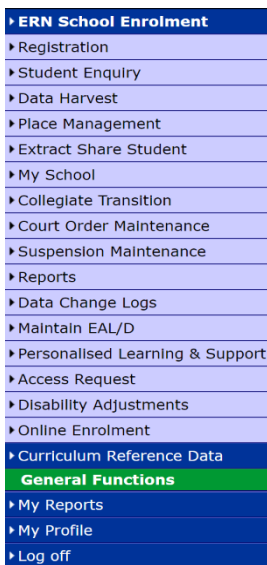 ERN School Enrolment
Registration
Student Enquiry
Data Harvest
Place Management
Extract Share Student
My School
Collegiate Transition
Court Order Maintenance
Suspension Maintenance
Reports
Data Change Logs
Maintain EAL/D
Personalised Learning & Support
Access Request
Disability Adjustments
Online Enrolment
Curriculum Reference Data
General Functions
My Reports
My Profile
Log off